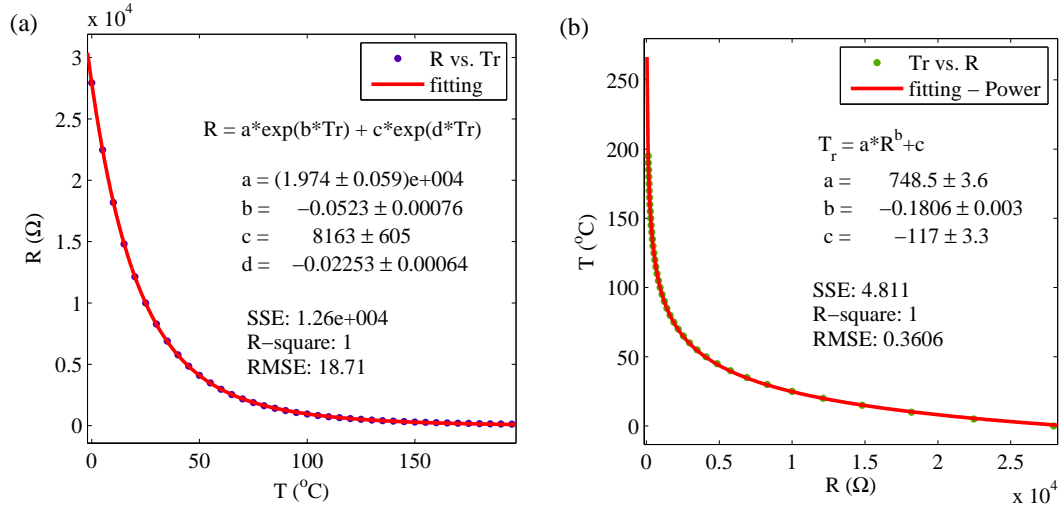 (a)
x 10^4
R vs. Tr
fitting
R = a*exp(b*Tr) + c*exp(d*Tr)
a = (1.974 ± 0.059)e+004
b = −0.0523 ± 0.00076
c = 8163 ± 605
d = −0.02253 ± 0.00064
SSE: 1.26e+004
R−square: 1
RMSE: 18.71
R (Ω)
3
2.5
2
1.5
1
0.5
0
0 50 100 150
T (°C)
(b)
Tr vs. R
fitting − Power
T_r = a*R^b+c
a = 748.5 ± 3.6
b = −0.1806 ± 0.003
c = −117 ± 3.3
SSE: 4.811
R−square: 1
RMSE: 0.3606
T (°C)
250
200
150
100
50
0
0 0.5 1 1.5 2 2.5
R (Ω)
x 10^4